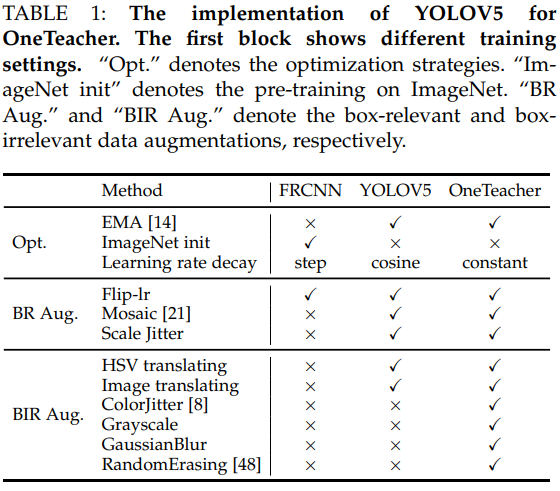 TABLE 1: The implementation of YOLOV5 for
OneTeacher. The first block shows different training
settings. “Opt.” denotes the optimization strategies. “Im-
ageNet init” denotes the pre-training on ImageNet. “BR
Aug.” and “BIR Aug.” denote the box-relevant and box-
irrelevant data augmentations, respectively.
Method FRCNN YOLOV5 OneTeacher
Opt.
EMA [14] × ✓ ✓
ImageNet init ✓ × ×
Learning rate decay step cosine constant
BR Aug.
Flip-lr ✓ ✓ ✓
Mosaic [21] × ✓ ✓
Scale Jitter × ✓ ✓
BIR Aug.
HSV translating × ✓ ✓
Image translating × ✓ ✓
ColorJitter [8] × × ✓
Grayscale × × ✓
GaussianBlur × × ✓
RandomErasing [48] × × ✓